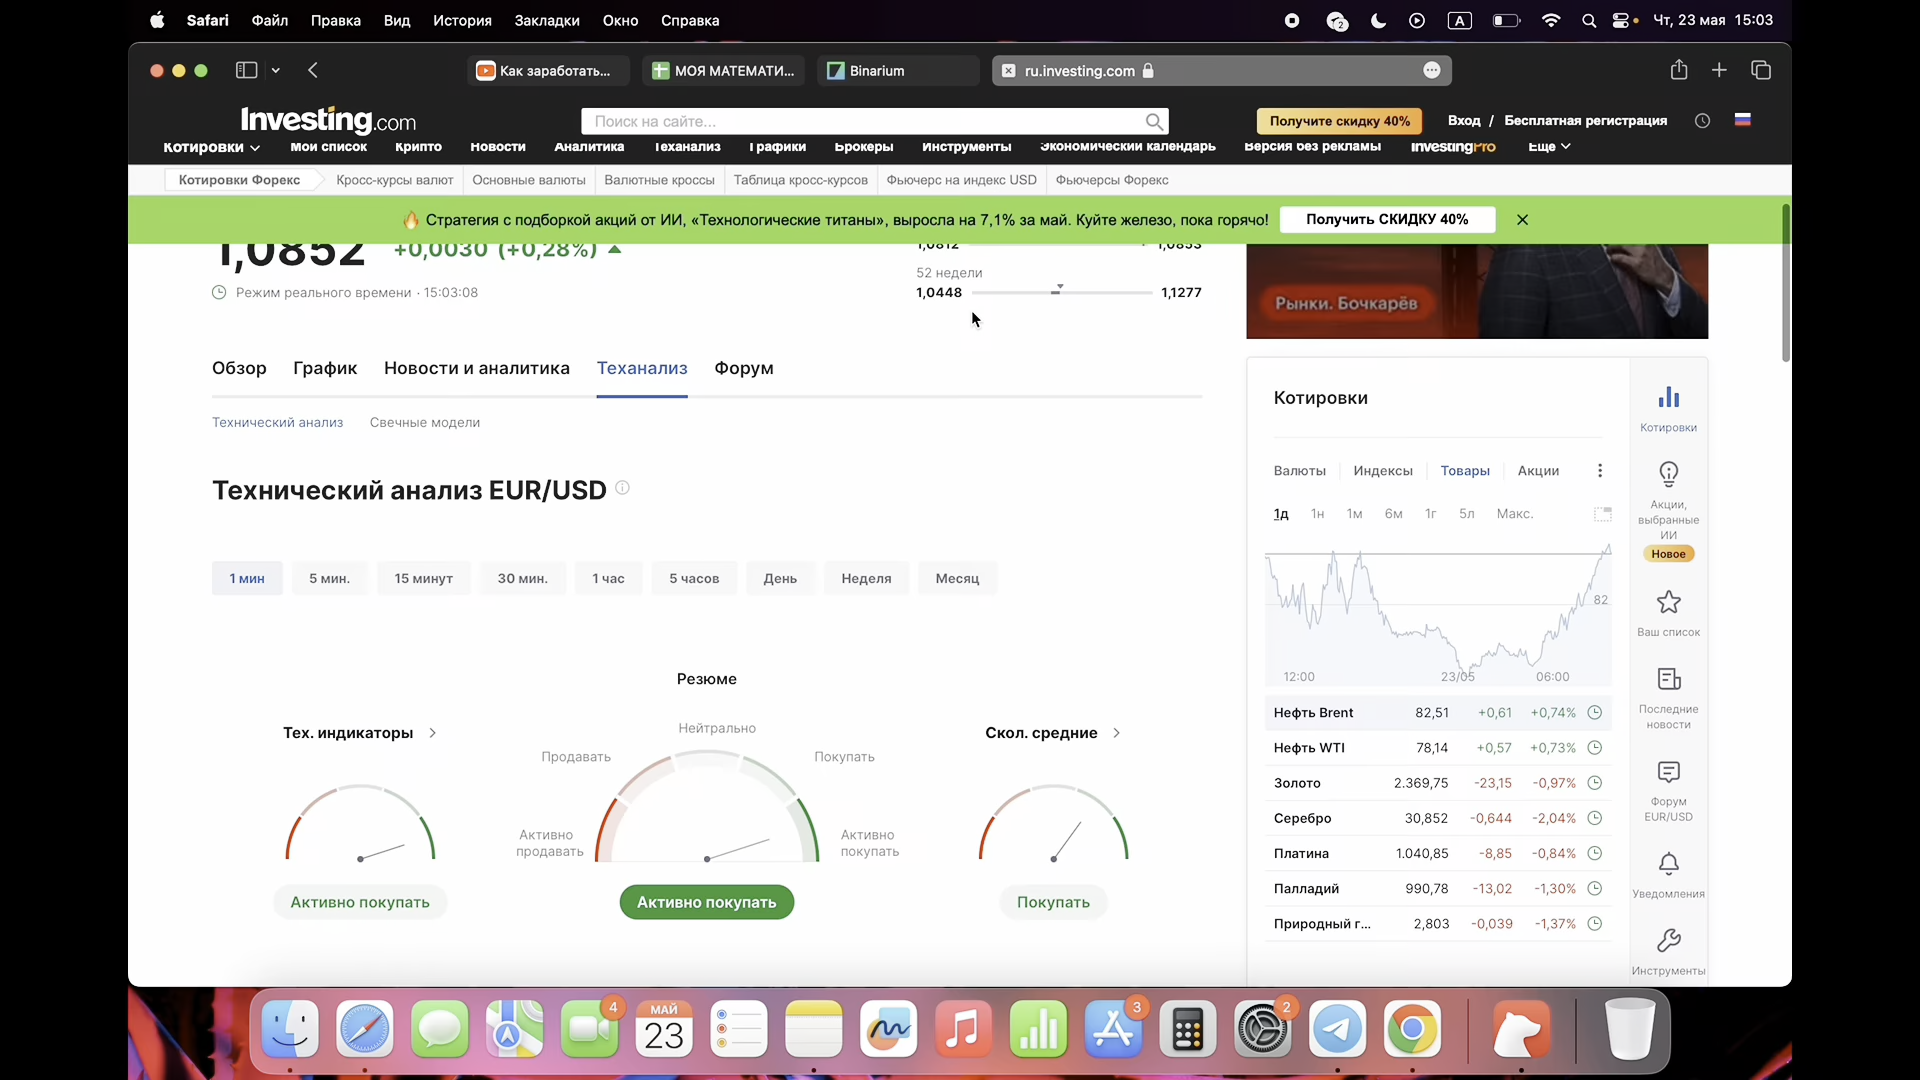 Safari Файл Правка Вид История Закладки Окно Справка
2 A Чт, 23 мая 15:03
Как заработать... МОЯ МАТЕМАТИ... Binarium ru.investing.com
Investing.com Поиск на сайте... Получите скидку 40% Вход / Бесплатная регистрация
Котировки Мой список Крипто Новости Аналитика Теханализ Графики Брокеры Инструменты Экономический календарь Версия без рекламы InvestingPro Еще
Котировки Форекс Кросс-курсы валют Основные валюты Валютные кроссы Таблица кросс-курсов Фьючерс на индекс USD Фьючерсы Форекс
Стратегия с подборкой акций от ИИ, «Технологические титаны», выросла на 7,1% за май. Куйте железо, пока горячо! Получить СКИДКУ 40%
1,0852 +0,0030 (+0,28%)
Режим реального времени · 15:03:08
52 недели
1,0448 1,1277
Рынки. Бочкарёв
Обзор График Новости и аналитика Теханализ Форум
Технический анализ Свечные модели
Технический анализ EUR/USD
1 мин 5 мин. 15 минут 30 мин. 1 час 5 часов День Неделя Месяц
Резюме
Тех. индикаторы
Активно покупать
Нейтрально
Продавать Покупать
Активно продавать
Активно покупать
Активно покупать
Скол. средние
Покупать
Котировки
Валюты Индексы Товары Акции
1д 1н 1м 6м 1г 5л Макс.
82
12:00 23/05 06:00
Нефть Brent 82,51 +0,61 +0,74%
Нефть WTI 78,14 +0,57 +0,73%
Золото 2.369,75 -23,15 -0,97%
Серебро 30,852 -0,644 -2,04%
Платина 1.040,85 -8,85 -0,84%
Палладий 990,78 -13,02 -1,30%
Природный г... 2,803 -0,039 -1,37%
Котировки
Акции,
выбранные
ИИ
Новое
Ваш список
Последние
новости
Форум
EUR/USD
Уведомления
Инструменты
4 МАЙ 23 3 2